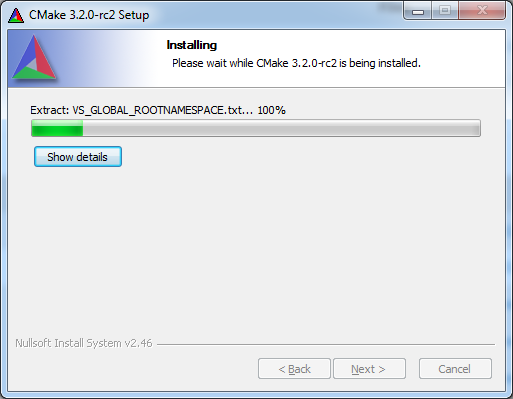 CMake 3.2.0-rc2 Setup
Installing
Please wait while CMake 3.2.0-rc2 is being installed.
Extract: VS_GLOBAL_ROOTNAMESPACE.txt... 100%
Show details
Nullsoft Install System v2.46
< Back
Next >
Cancel